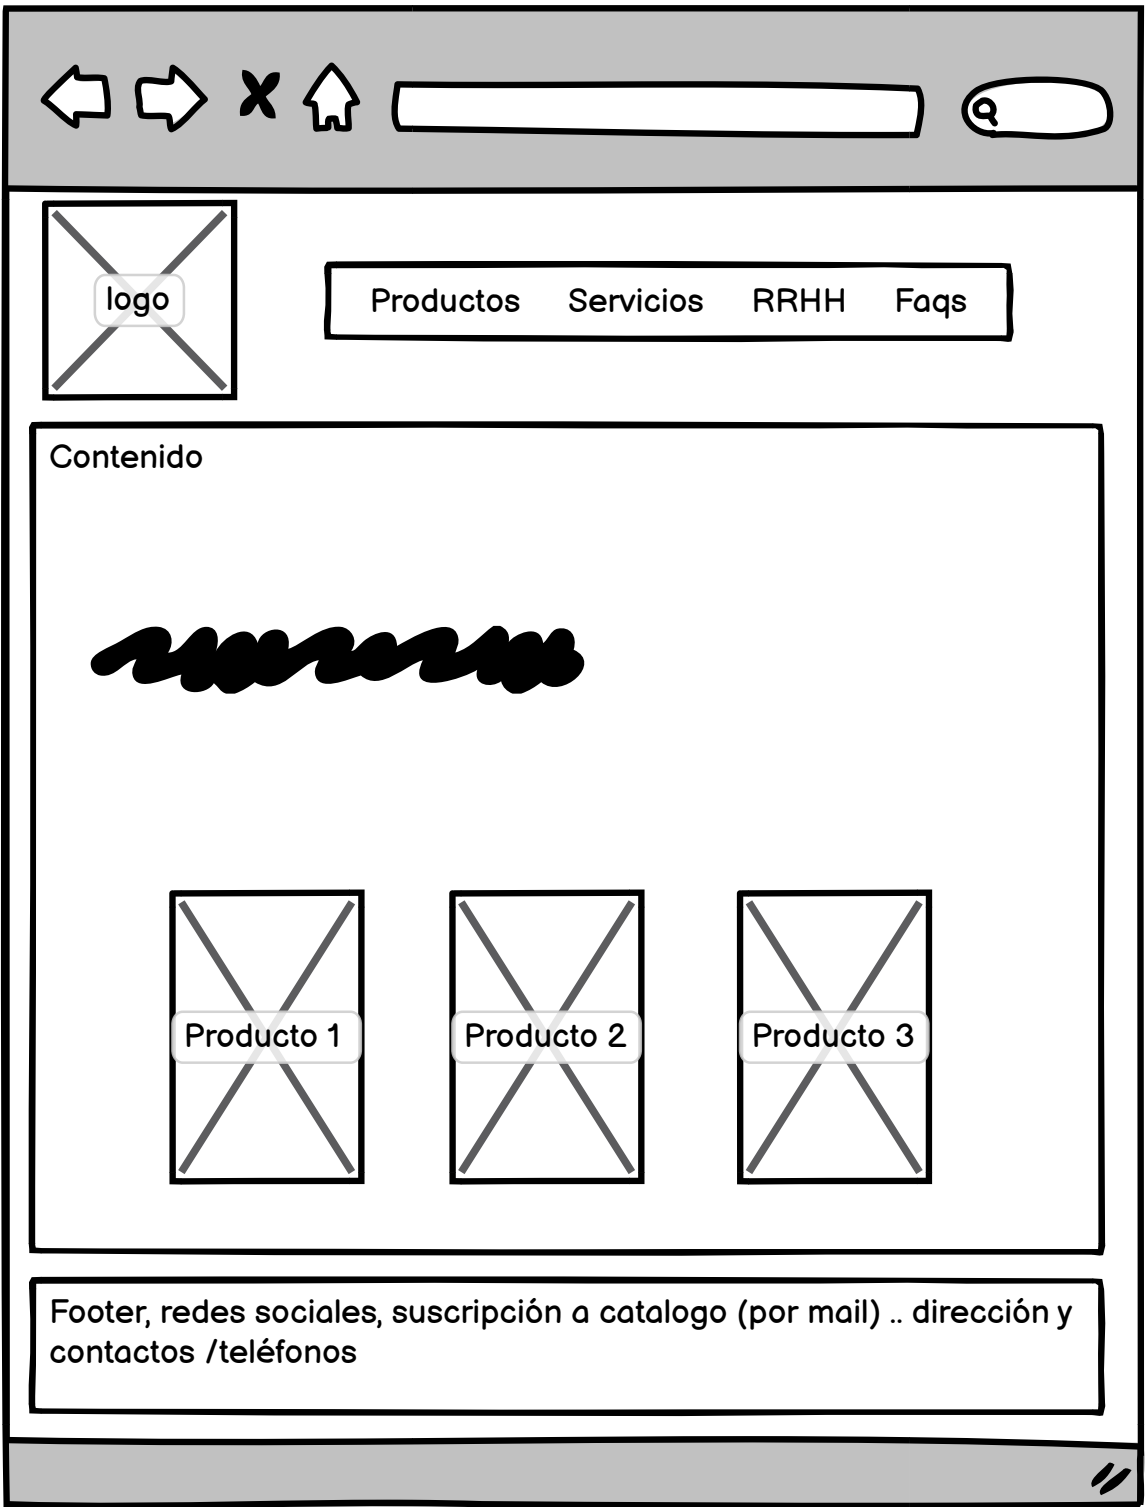 logo
Productos Servicios RRHH Faqs
Contenido
Producto 1 Producto 2 Producto 3
Footer, redes sociales, suscripción a catalogo (por mail) .. dirección y
contactos /teléfonos